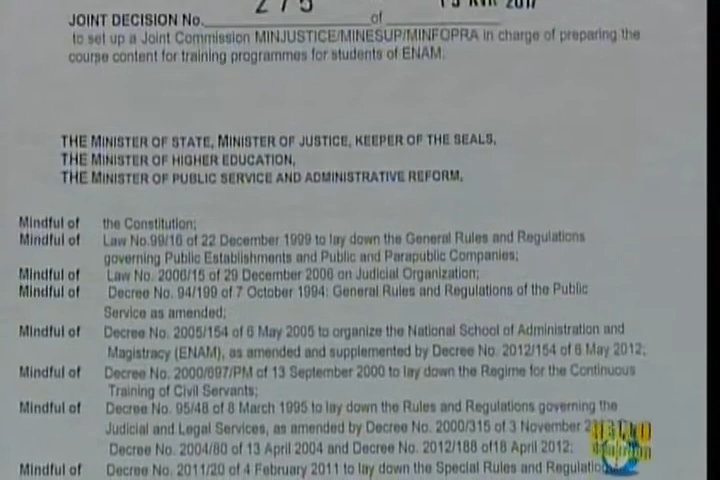 275
JOINT DECISION No.____________of____________ 2017
to set up a Joint Commission MINJUSTICE/MINESUP/MINFOPRA in charge of preparing the
course content for training programmes for students of ENAM.
THE MINISTER OF STATE, MINISTER OF JUSTICE, KEEPER OF THE SEALS,
THE MINISTER OF HIGHER EDUCATION,
THE MINISTER OF PUBLIC SERVICE AND ADMINISTRATIVE REFORM,
Mindful of the Constitution;
Mindful of Law No.99/16 of 22 December 1999 to lay down the General Rules and Regulations
governing Public Establishments and Public and Parapublic Companies;
Mindful of Law No. 2006/15 of 29 December 2006 on Judicial Organization;
Mindful of Decree No. 94/199 of 7 October 1994: General Rules and Regulations of the Public
Service as amended;
Mindful of Decree No. 2005/154 of 6 May 2005 to organize the National School of Administration and
Magistracy (ENAM), as amended and supplemented by Decree No. 2012/154 of 6 May 2012;
Mindful of Decree No. 2000/697/PM of 13 September 2000 to lay down the Regime for the Continuous
Training of Civil Servants;
Mindful of Decree No. 95/48 of 8 March 1995 to lay down the Rules and Regulations governing the
Judicial and Legal Services, as amended by Decree No. 2000/315 of 3 November
Decree No. 2004/80 of 13 April 2004 and Decree No. 2012/188 of18 April 2012;
Mindful of Decree No. 2011/20 of 4 February 2011 to lay down the Special Rules and Regulatio
HELLO